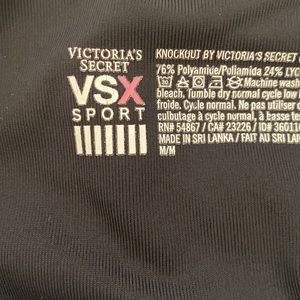 VICTORIA'S
SECRET
VSX
SPORT
KNOCKOUT BY VICTORIA'S SECRET
76% Polyamide/Poliamida 24% LYC
Machine wash
bleach. Tumble dry normal cycle low
froide. Cycle normal. Ne pas utiliser
culbutage à cycle normal, à basse
RN# 54867 / CA# 23226 / ID# 360110
MADE IN SRI LANKA / FAIT AU SRI LAN
M/M